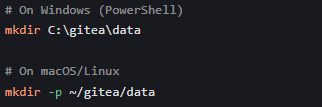 # On Windows (PowerShell)
mkdir C:\gitea\data
# On macOS/Linux
mkdir -p ~/gitea/data